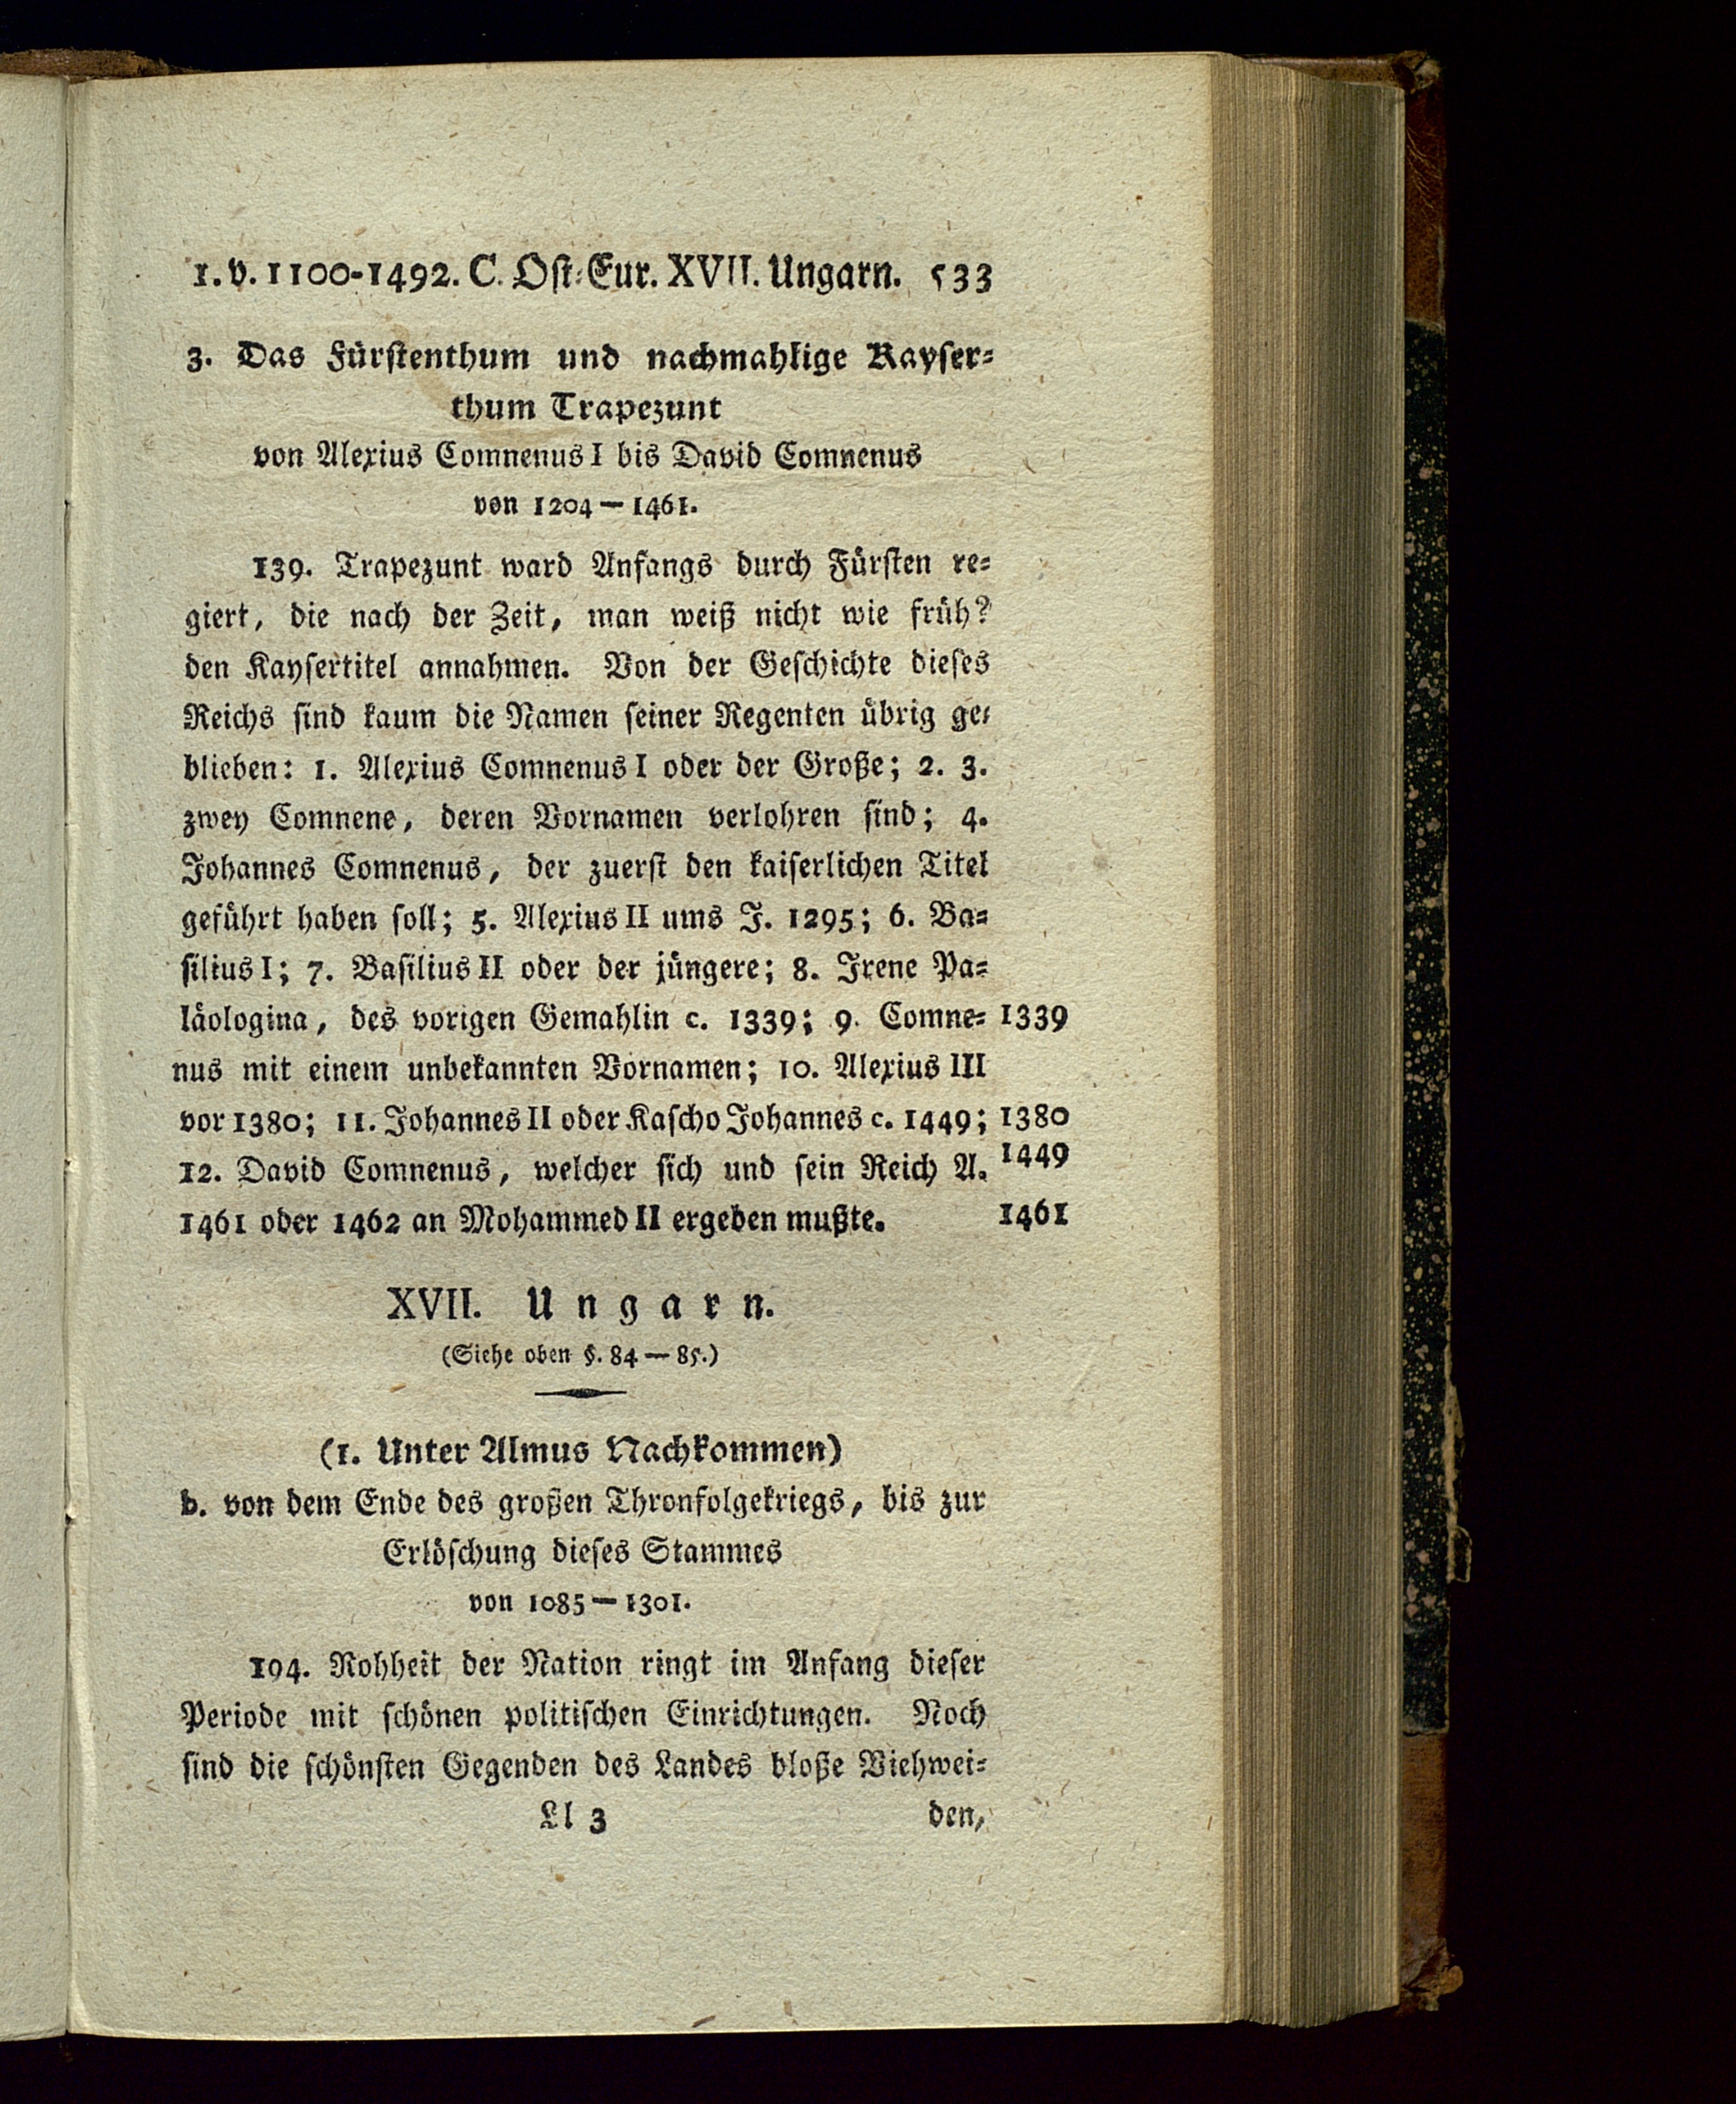 1. v. 1100-1492. C. Ost-Eur. XVII. Ungarn. 533
3. Das Fürstenthum und nachmahlige Kayser-
thum Trapezunt
von Alexius Comnenus I bis David Comnenus
von 1204 — 1461.
139. Trapezunt ward Anfangs durch Fürsten re-
giert, die nach der Zeit, man weiß nicht wie früh?
den Kaysertitel annahmen. Von der Geschichte dieses
Reichs sind kaum die Namen seiner Regenten übrig ge-
blieben: 1. Alexius Comnenus I oder der Große; 2. 3.
zwey Comnene, deren Vornamen verlohren sind; 4.
Johannes Comnenus, der zuerst den kaiserlichen Titel
geführt haben soll; 5. Alexius II ums J. 1295; 6. Ba-
silius I; 7. Basilius II oder der jüngere; 8. Irene Pa-
läologina, des vorigen Gemahlin c. 1339; 9. Comne- 1339
nus mit einem unbekannten Vornamen; 10. Alexius III
vor 1380; 11. Johannes II oder Kascho Johannes c. 1449; 1380
12. David Comnenus, welcher sich und sein Reich A. 1449
1461 oder 1462 an Mohammed II ergeben mußte. 1461
XVII. Ungarn.
(Siehe oben §. 84 — 85.)
(1. Unter Almus Nachkommen)
b. von dem Ende des großen Thronfolgekriegs, bis zur
Erlöschung dieses Stammes
von 1085 — 1301.
194. Rohheit der Nation ringt im Anfang dieser
Periode mit schönen politischen Einrichtungen. Noch
sind die schönsten Gegenden des Landes bloße Viehwei-
Ll 3 den,